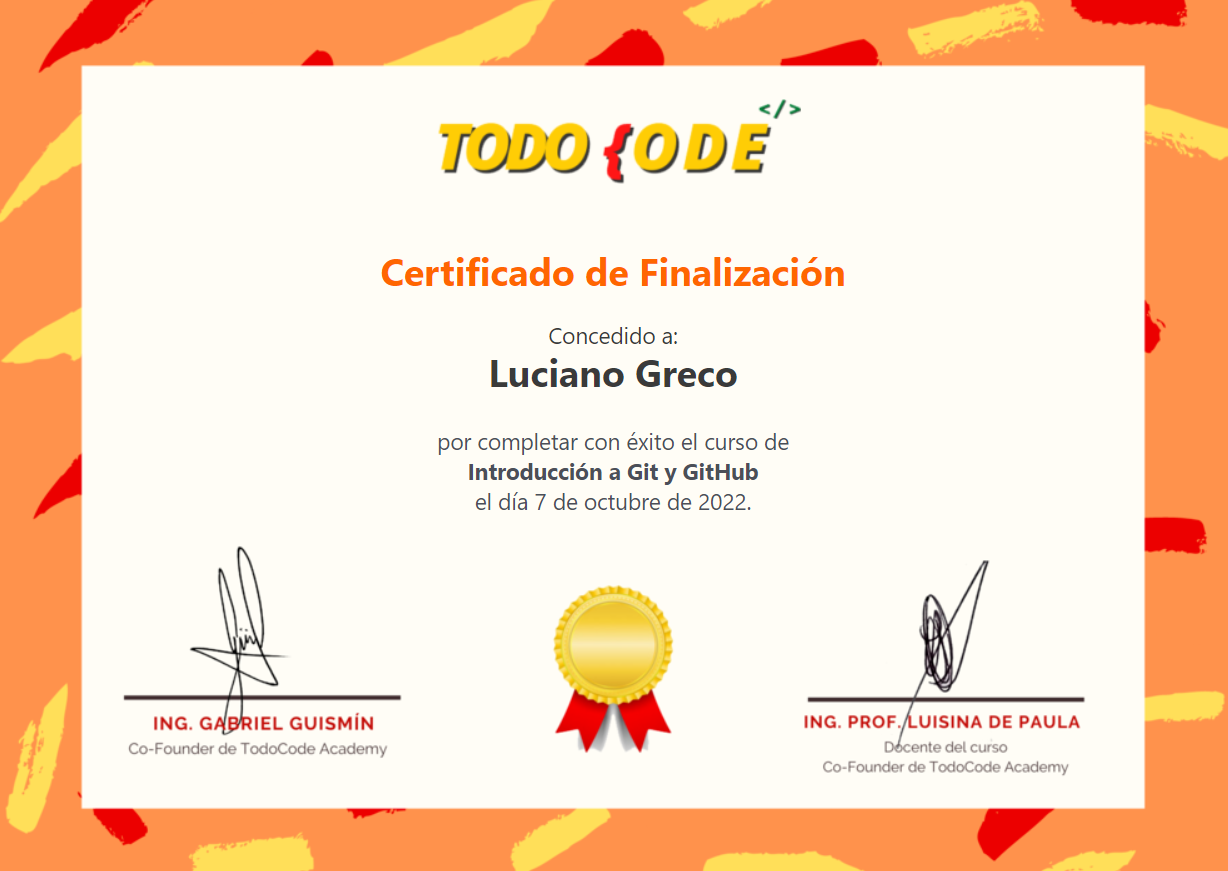 </>
TODO {ODE
Certificado de Finalización
Concedido a:
Luciano Greco
por completar con éxito el curso de
Introducción a Git y GitHub
el día 7 de octubre de 2022.
ING. GABRIEL GUISMÍN
Co-Founder de TodoCode Academy
ING. PROF. LUISINA DE PAULA
Docente del curso
Co-Founder de TodoCode Academy